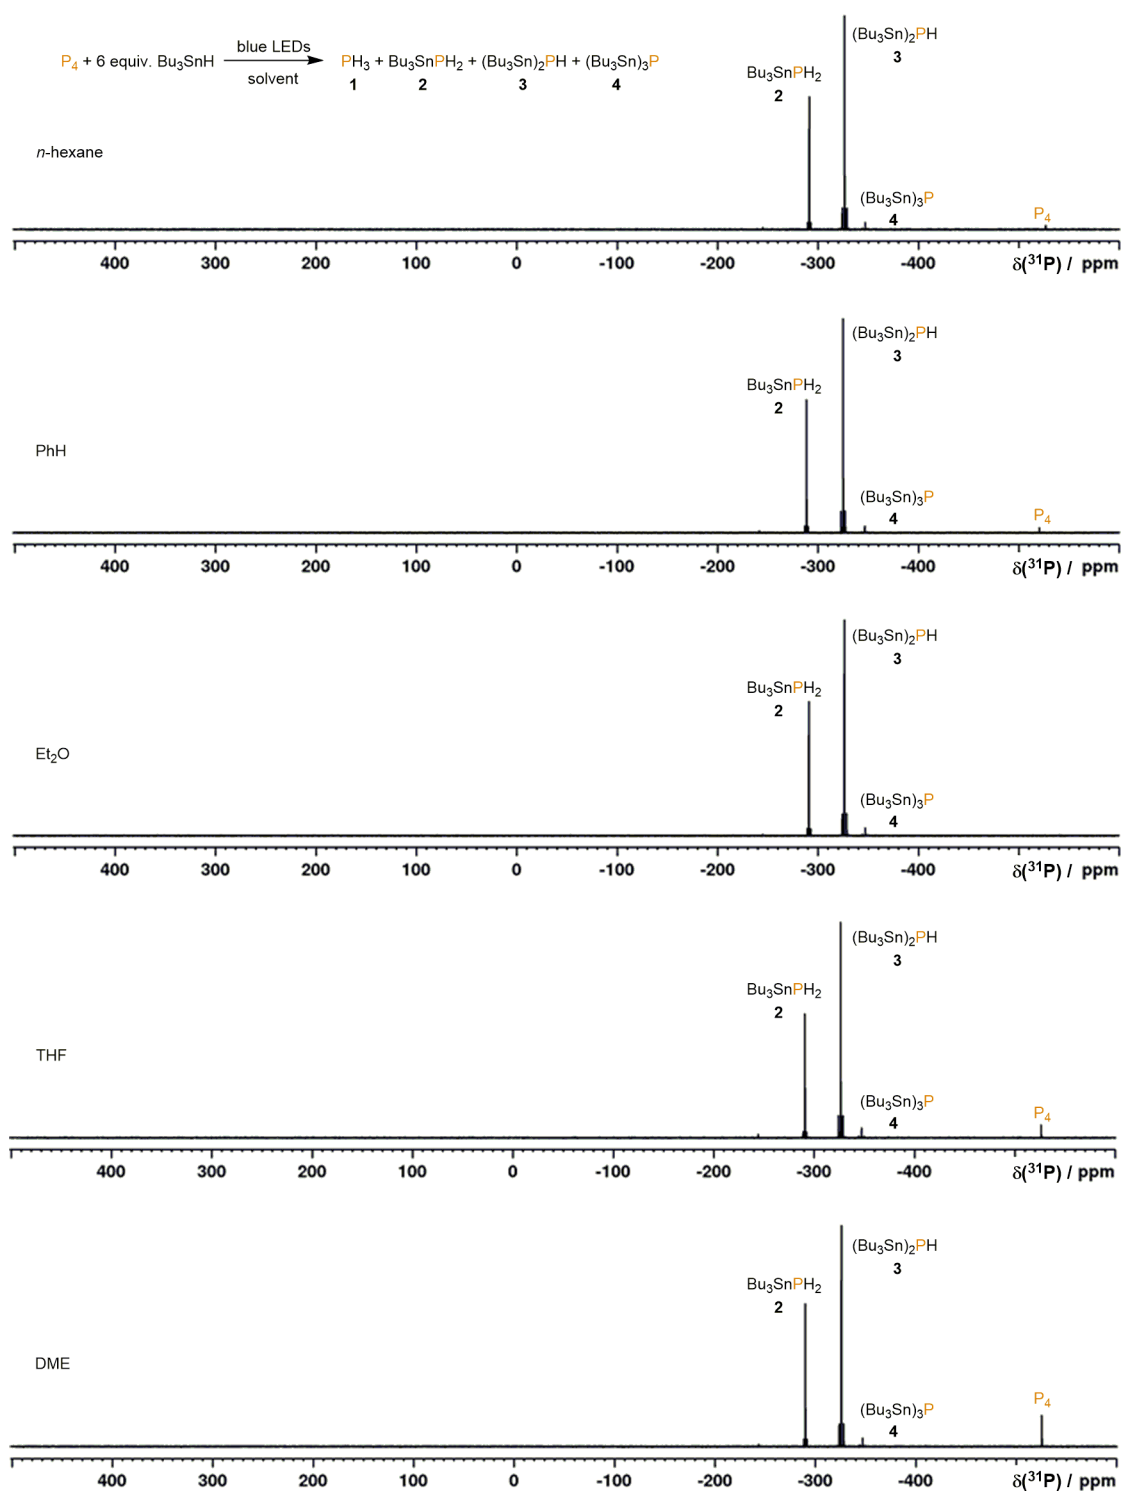 blue LEDs
P₄ + 6 equiv. Bu₃SnH PH₃ + Bu₃SnPH₂ + (Bu₃Sn)₂PH + (Bu₃Sn)₃P
solvent
1 2 3 4
(Bu₃Sn)₂PH
3
Bu₃SnPH₂
2
n-hexane
(Bu₃Sn)₃P
4
P₄
400 300 200 100 0 -100 -200 -300 -400 δ(³¹P) / ppm
(Bu₃Sn)₂PH
3
Bu₃SnPH₂
2
PhH
(Bu₃Sn)₃P
4
P₄
400 300 200 100 0 -100 -200 -300 -400 δ(³¹P) / ppm
(Bu₃Sn)₂PH
3
Bu₃SnPH₂
2
Et₂O
(Bu₃Sn)₃P
4
400 300 200 100 0 -100 -200 -300 -400 δ(³¹P) / ppm
(Bu₃Sn)₂PH
3
Bu₃SnPH₂
2
THF
(Bu₃Sn)₃P
4
P₄
400 300 200 100 0 -100 -200 -300 -400 δ(³¹P) / ppm
(Bu₃Sn)₂PH
3
Bu₃SnPH₂
2
DME
(Bu₃Sn)₃P
4
P₄
400 300 200 100 0 -100 -200 -300 -400 δ(³¹P) / ppm